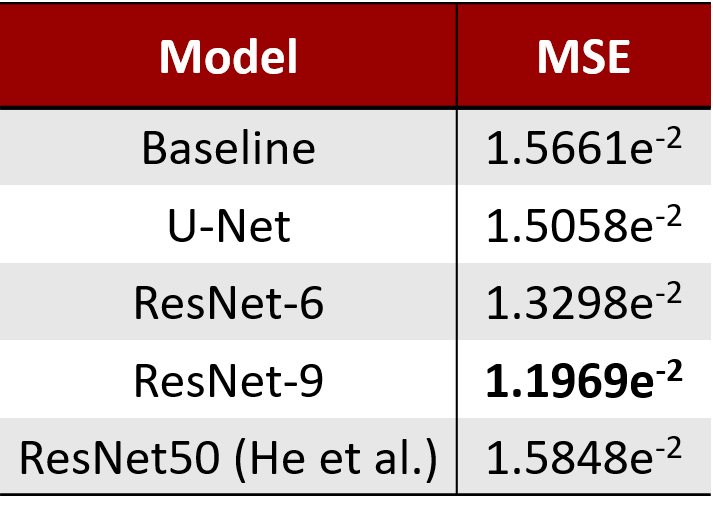 Model MSE
Baseline 1.5661e⁻²
U-Net 1.5058e⁻²
ResNet-6 1.3298e⁻²
ResNet-9 1.1969e⁻²
ResNet50 (He et al.) 1.5848e⁻²